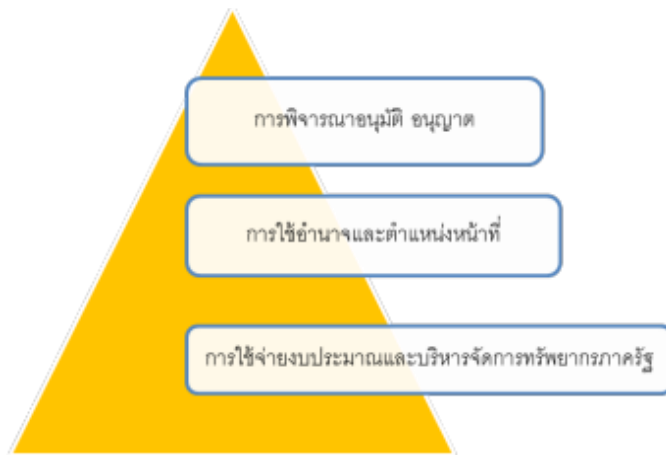 การพิจารณาอนุมัติ อนุญาต
การใช้อำนาจและตำแหน่งหน้าที่
การใช้จ่ายงบประมาณและบริหารจัดการทรัพยากรภาครัฐ